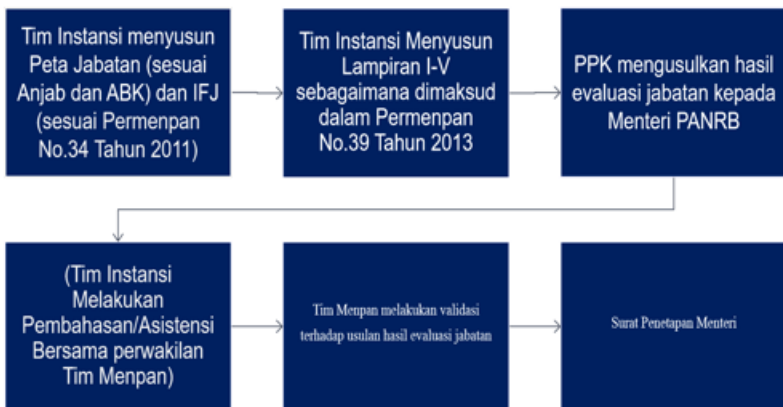 Tim Instansi menyusun
Peta Jabatan (sesuai
Anjab dan ABK) dan IFJ
(sesuai Permenpan
No.34 Tahun 2011)
Tim Instansi Menyusun
Lampiran I-V
sebagaimana dimaksud
dalam Permenpan
No.39 Tahun 2013
PPK mengusulkan hasil
evaluasi jabatan kepada
Menteri PANRB
(Tim Instansi
Melakukan
Pembahasan/Asistensi
Bersama perwakilan
Tim Menpan)
Tim Menpan melakukan validasi
terhadap usulan hasil evaluasi jabatan
Surat Penetapan Menteri